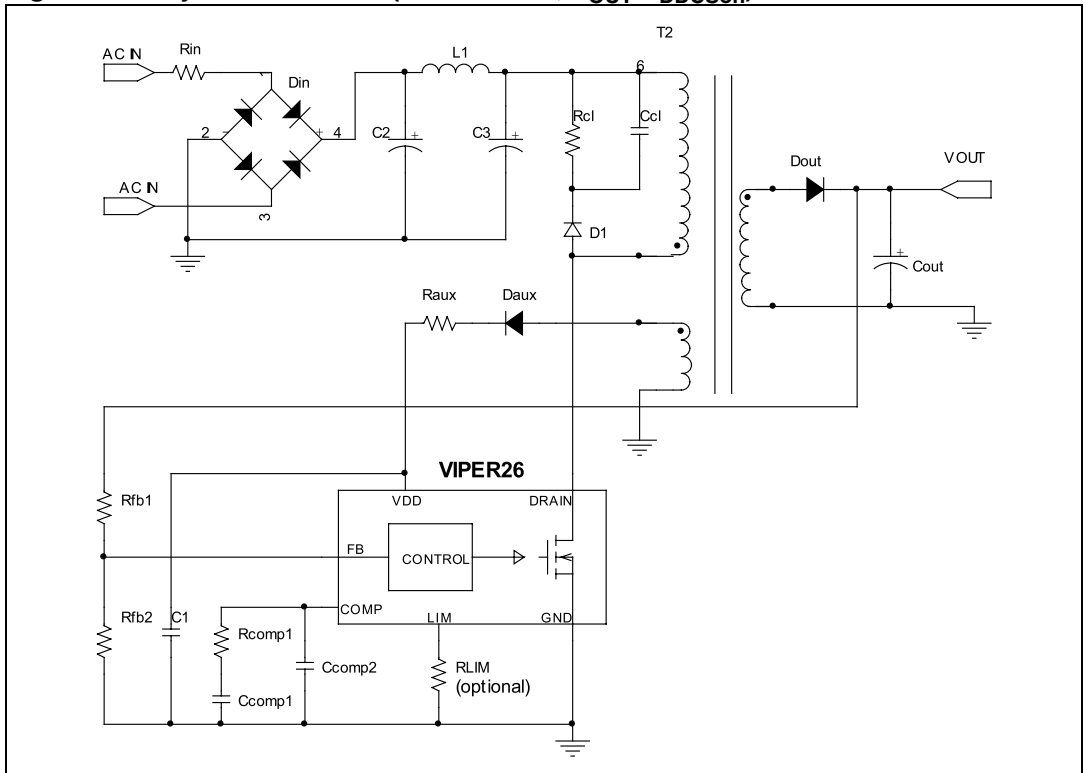 OUT DDCSon
T2
AC IN
Rin
L1
6
Din
Rcl
Ccl
2
-
+
4
C2
+
C3
+
Dout
VOUT
AC IN
3
D1
+
Cout
Raux
Daux
VIPER26
VDD
DRAIN
Rfb1
FB
CONTROL
COMP
LIM
GND
Rfb2
C1
Rcomp1
Ccomp2
RLIM
(optional)
Ccomp1